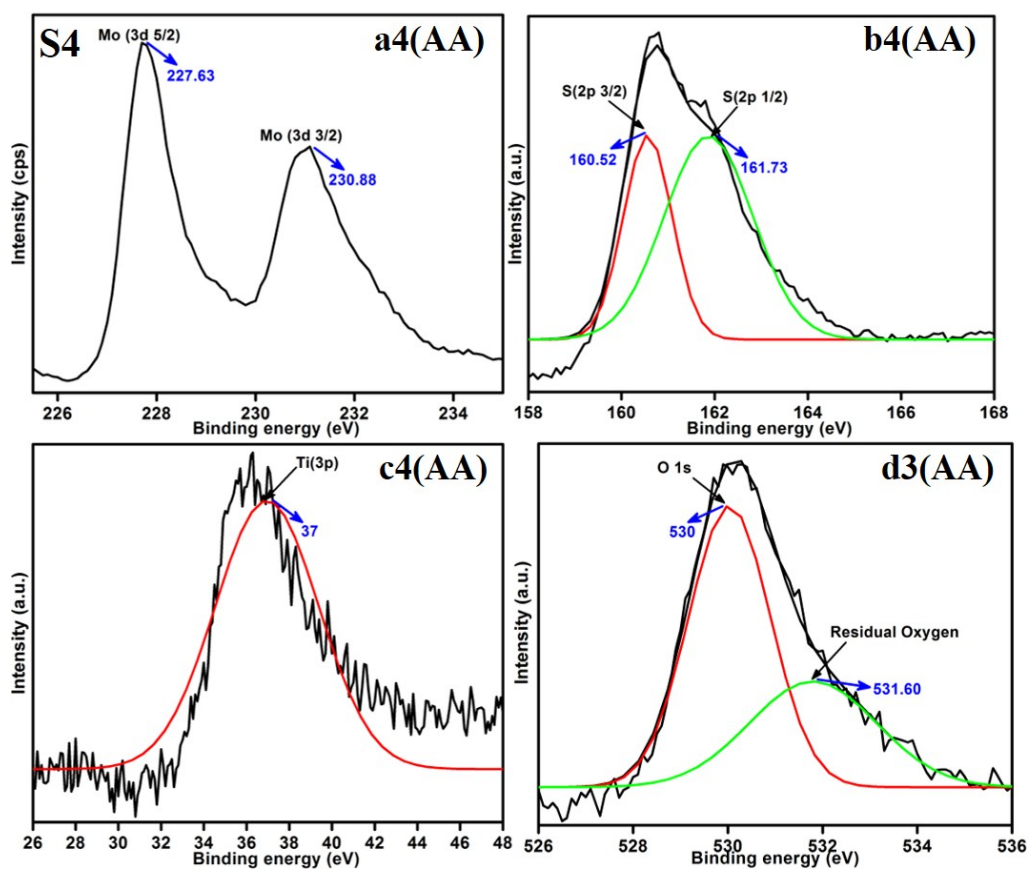 S4
a4(AA)
Mo (3d 5/2)
227.63
Mo (3d 3/2)
230.88
Intensity (cps)
226 228 230 232 234
Binding energy (eV)
b4(AA)
S(2p 3/2)
S(2p 1/2)
160.52
161.73
Intensity (a.u.)
158 160 162 164 166 168
Binding energy (eV)
c4(AA)
Ti(3p)
37
Intensity (a.u.)
26 28 30 32 34 36 38 40 42 44 46 48
Binding energy (eV)
d3(AA)
O 1s
530
Residual Oxygen
531.60
Intensity (a.u.)
526 528 530 532 534 536
Binding energy (eV)